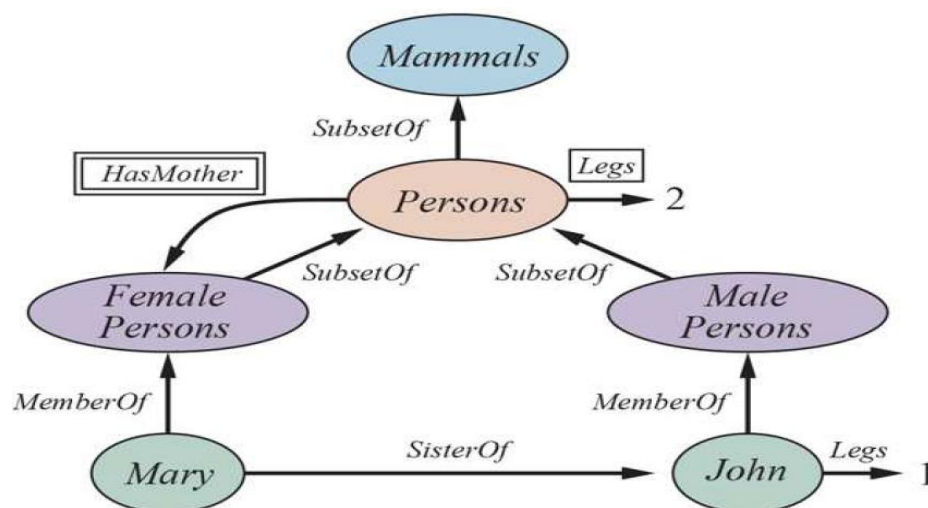 Mammals
SubsetOf
HasMother
Legs
Persons
2
SubsetOf
SubsetOf
Female
Persons
Male
Persons
MemberOf
MemberOf
SisterOf
Legs
Mary
John
1